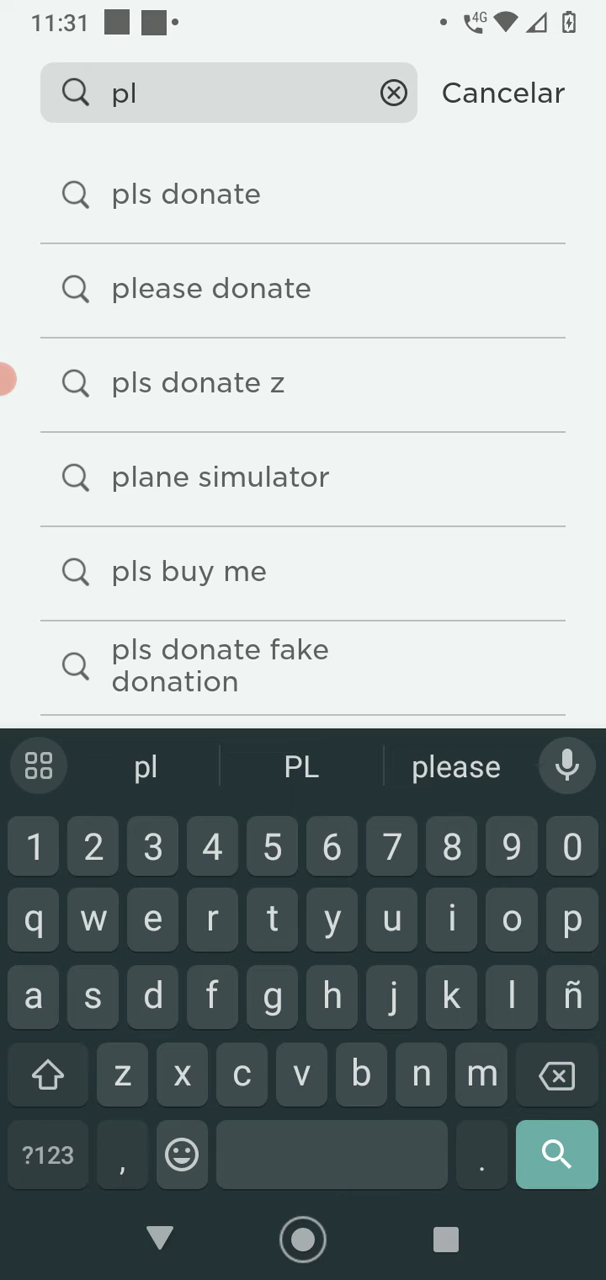 11:31
4G
pl
Cancelar
pls donate
please donate
pls donate z
plane simulator
pls buy me
pls donate fake
donation
pl PL please
1 2 3 4 5 6 7 8 9 0
q w e r t y u i o p
a s d f g h j k l ñ
z x c v b n m
?123 , .